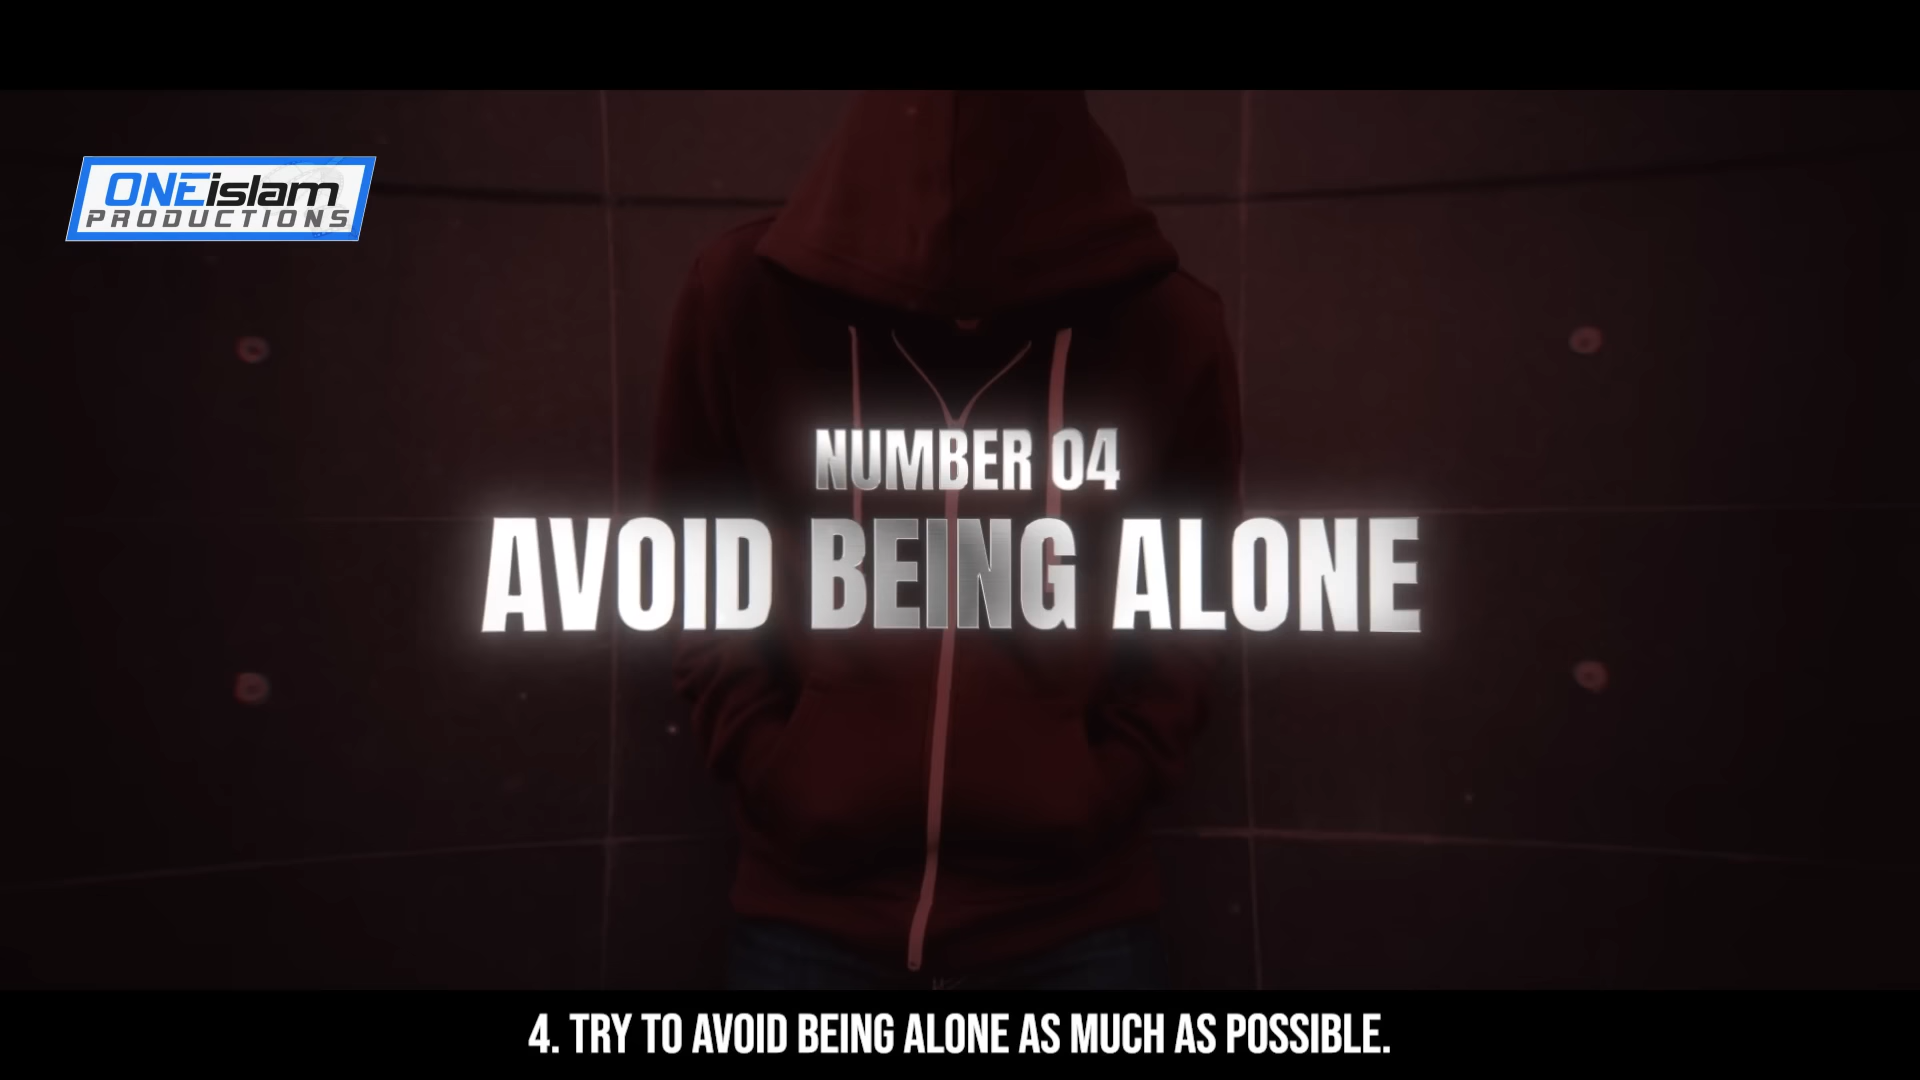 ONEislam
PRODUCTIONS
NUMBER 04
AVOID BEING ALONE
4. TRY TO AVOID BEING ALONE AS MUCH AS POSSIBLE.